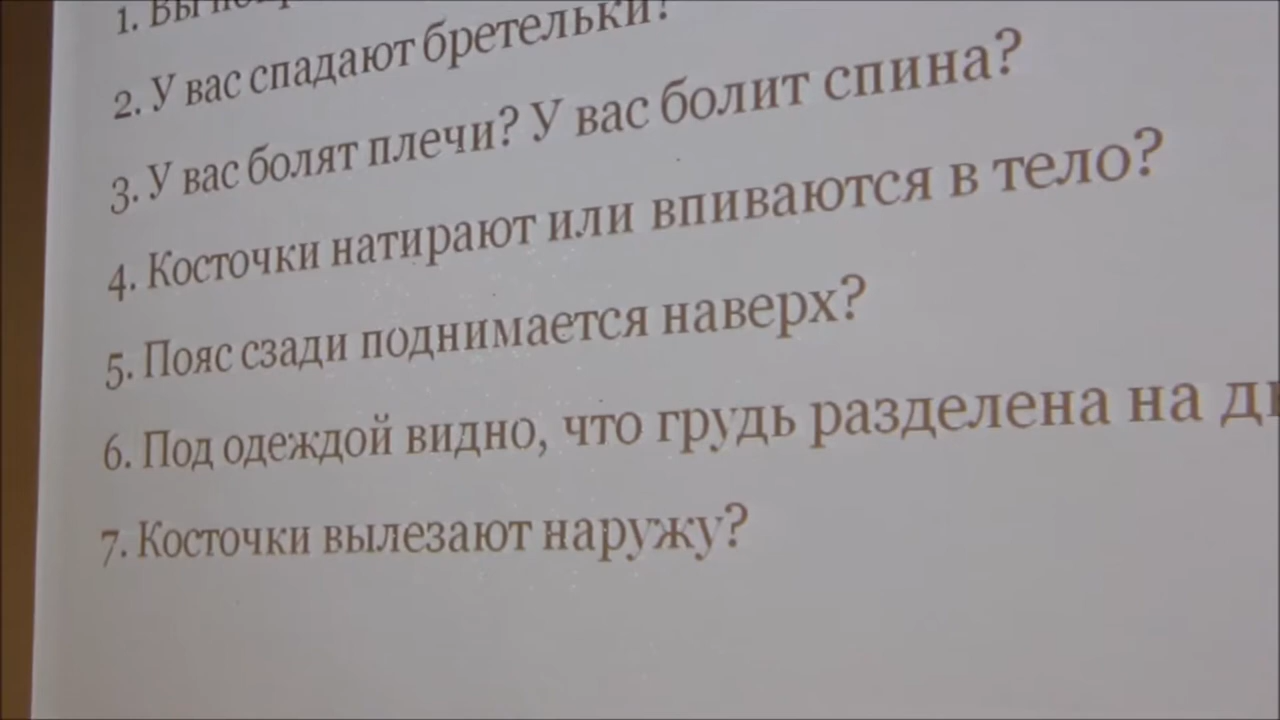 1. Вы
2. У вас спадают бретельки?
3. У вас болят плечи? У вас болит спина?
4. Косточки натирают или впиваются в тело?
5. Пояс сзади поднимается наверх?
6. Под одеждой видно, что грудь разделена на
7. Косточки вылезают наружу?